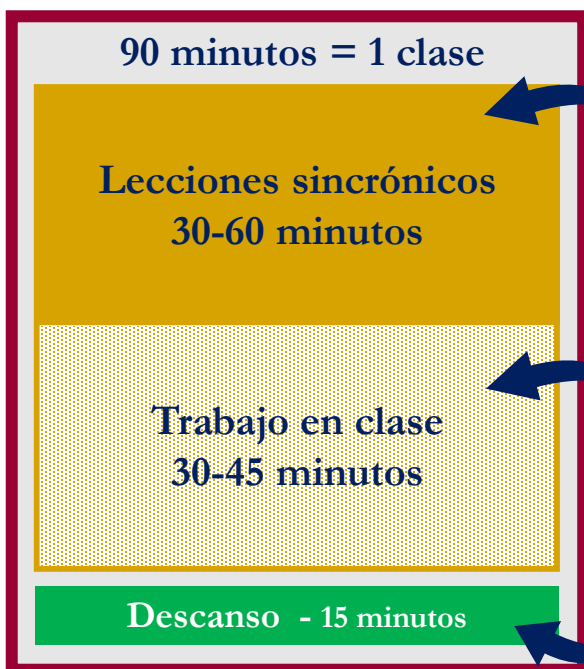 90 minutos = 1 clase
Lecciones sincrónicos
30-60 minutos
Trabajo en clase
30-45 minutos
Descanso - 15 minutos